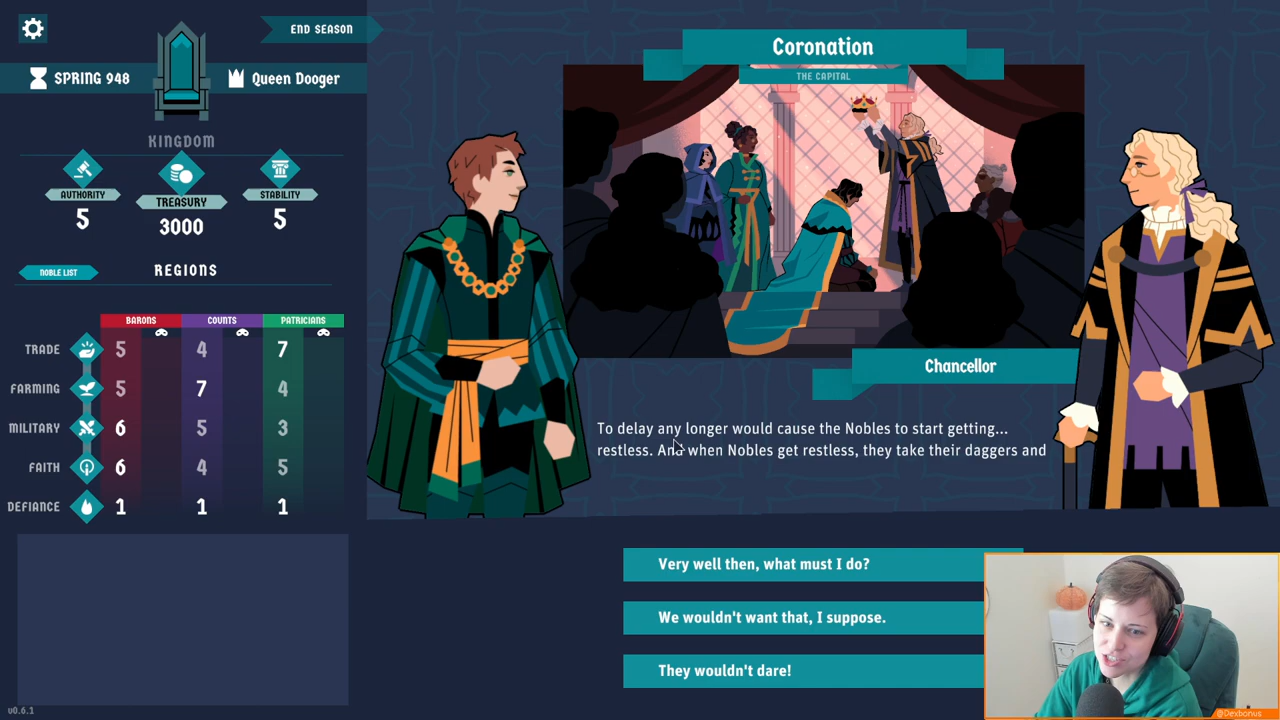 END SEASON
SPRING 948
Queen Dooger
KINGDOM
AUTHORITY
TREASURY
STABILITY
5
3000
5
NOBLE LIST
REGIONS
BARONS COUNTS PATRICIANS
TRADE 5 4 7
FARMING 5 7 4
MILITARY 6 5 3
FAITH 6 4 5
DEFIANCE 1 1 1
v0.6.1
Coronation
THE CAPITAL
Chancellor
To delay any longer would cause the Nobles to start getting...
restless. And when Nobles get restless, they take their daggers and
Very well then, what must I do?
We wouldn't want that, I suppose.
They wouldn't dare!
@Dexbonus